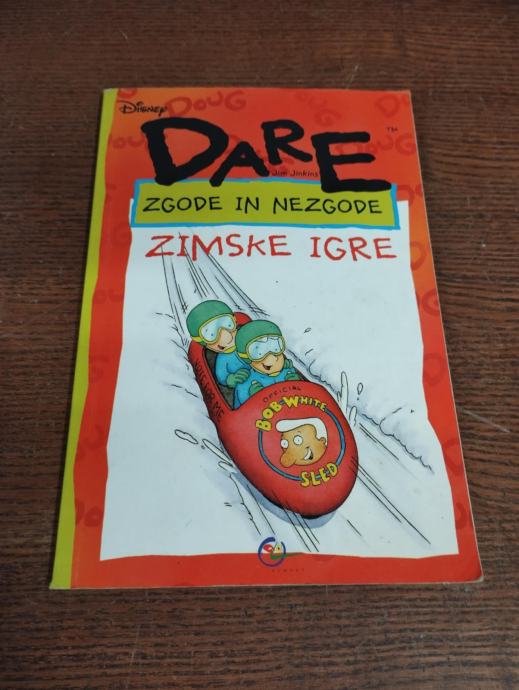 Disney
DOUG
DARE
TM
Jim Jinkins
ZGODE IN NEZGODE
ZIMSKE IGRE
OFFICIAL
BOB-WHITE
SLED